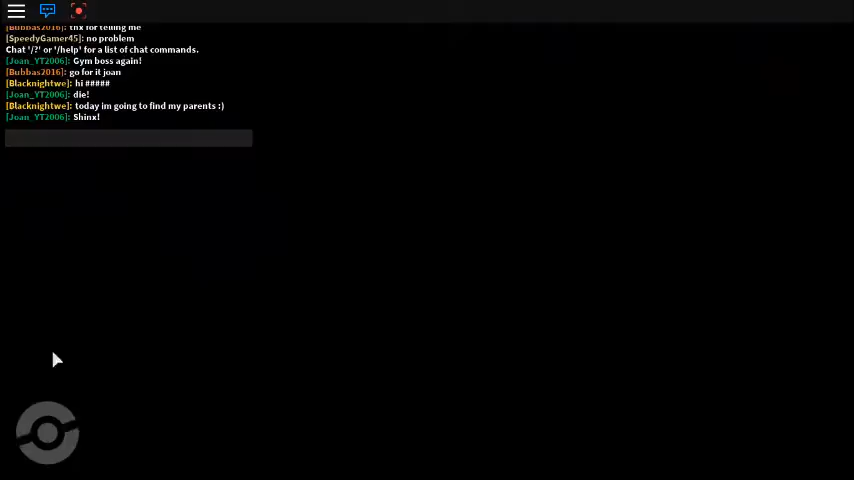 [Bubbas2016]: thx for telling me
[SpeedyGamer45]: no problem
Chat '/?' or '/help' for a list of chat commands.
[Joan_YT2006]: Gym boss again!
[Bubbas2016]: go for it joan
[Blacknightwe]: hi #####
[Joan_YT2006]: die!
[Blacknightwe]: today im going to find my parents :)
[Joan_YT2006]: Shinx!